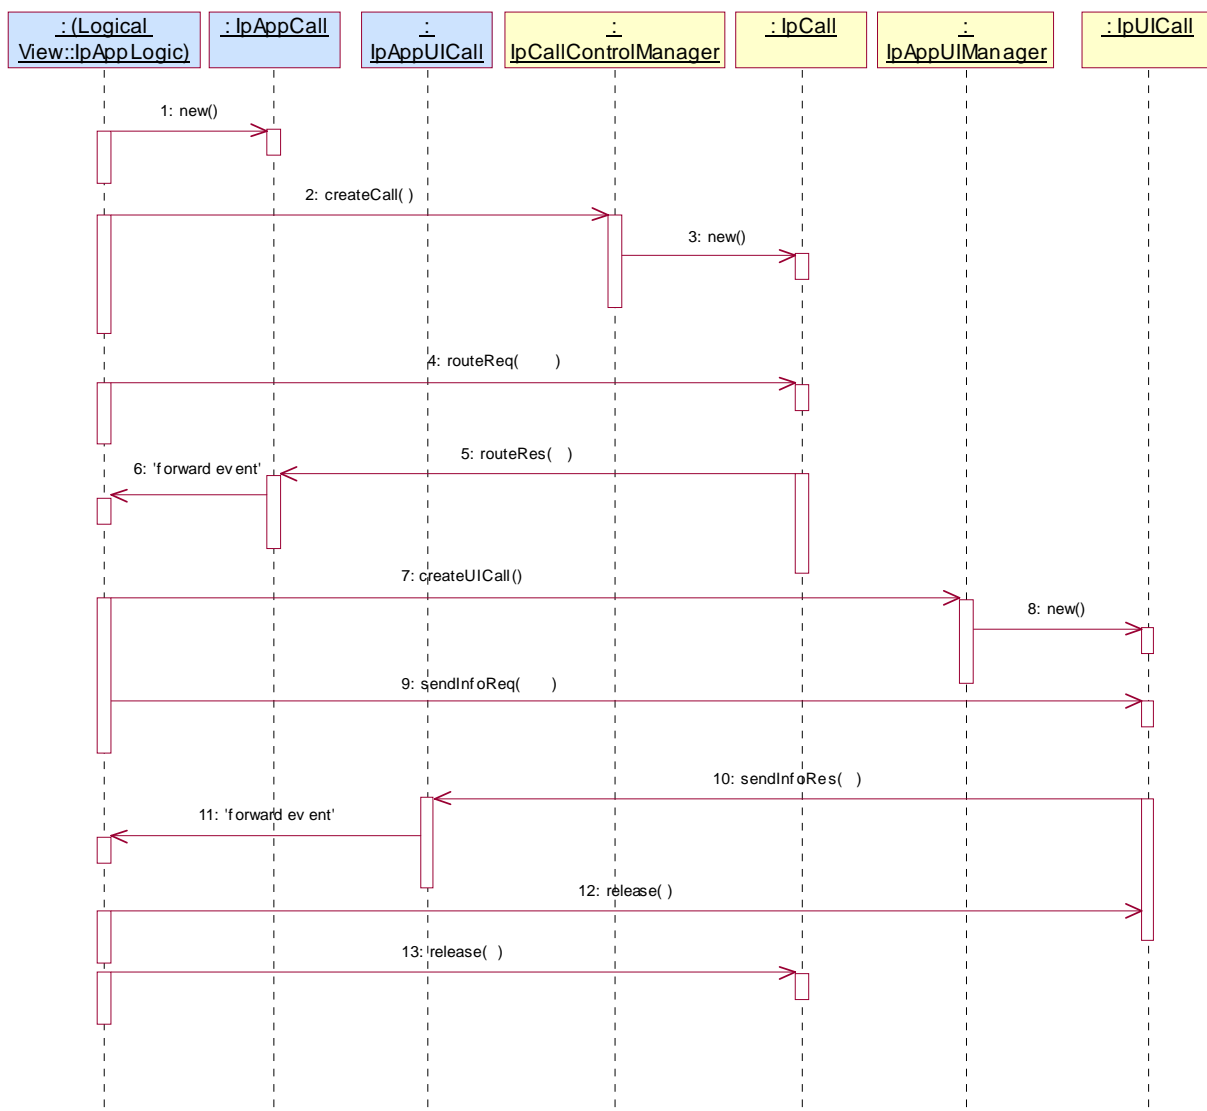 : (Logical
View::IpAppLogic)
: IpAppCall
:
IpAppUICall
:
IpCallControlManager
: IpCall
:
IpAppUIManager
: IpUICall
1: new()
2: createCall( )
3: new()
4: routeReq( )
5: routeRes( )
6: 'forward event'
7: createUICall()
8: new()
9: sendInfoReq( )
10: sendInfoRes( )
11: 'forward event'
12: release( )
13: release( )